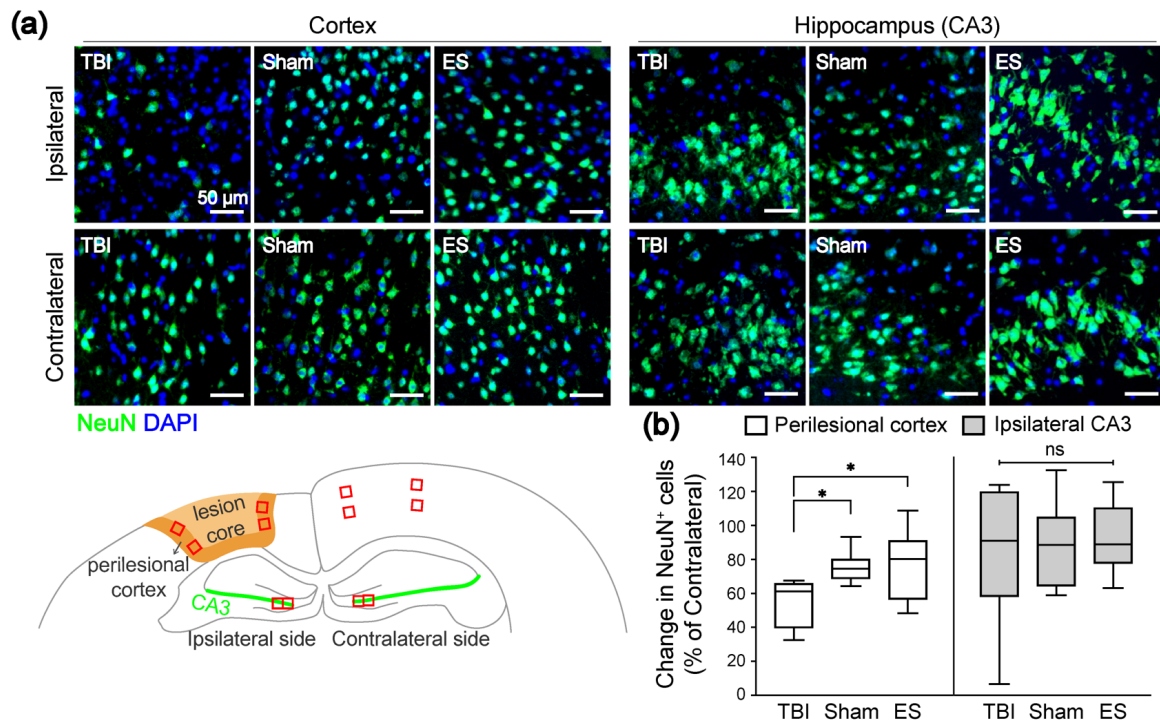 (a)
Cortex
Hippocampus (CA3)
Ipsilateral
TBI
Sham
ES
TBI
Sham
ES
50 µm
Contralateral
TBI
Sham
ES
TBI
Sham
ES
NeuN DAPI
lesion
core
perilesional
cortex
CA3
Ipsilateral side
Contralateral side
(b)
Perilesional cortex
Ipsilateral CA3
Change in NeuN⁺ cells
(% of Contralateral)
140
120
100
80
60
40
20
0
*
*
ns
TBI
Sham
ES
TBI
Sham
ES